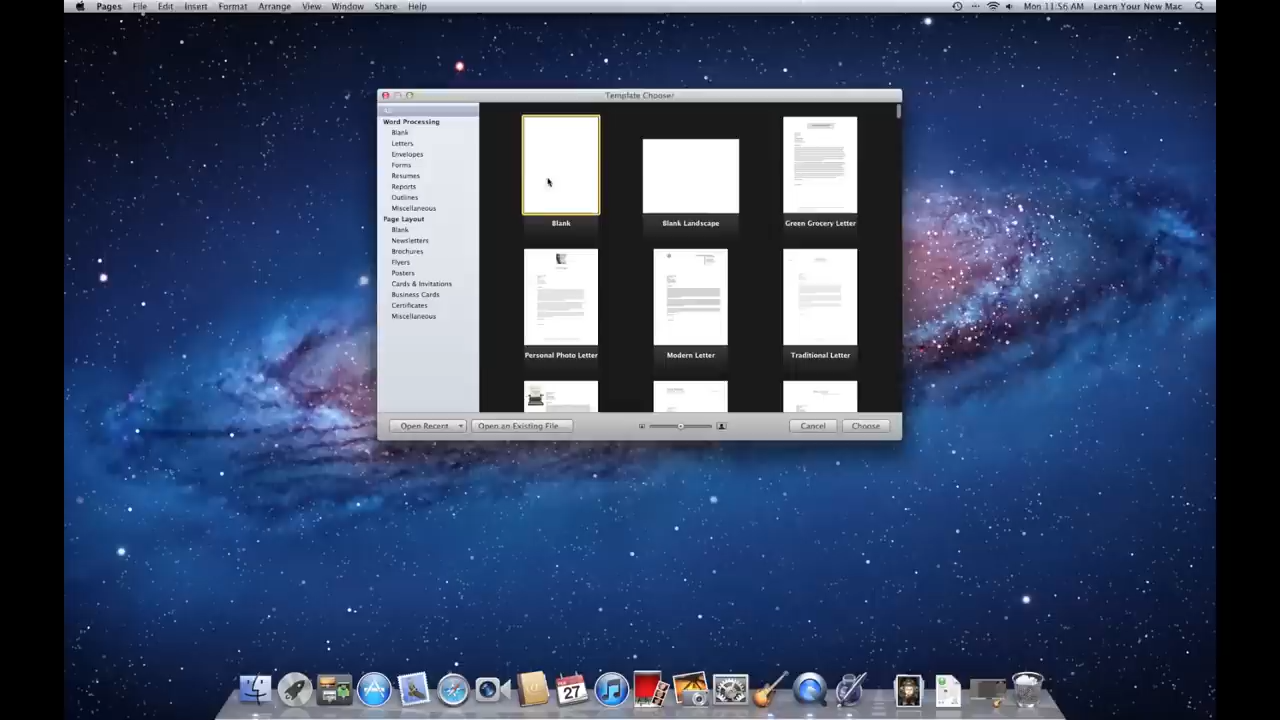 Pages File Edit Insert Format Arrange View Window Share Help
Mon 11:56 AM Learn Your New Mac
Template Chooser
All
Word Processing
Blank
Letters
Envelopes
Forms
Resumes
Reports
Outlines
Miscellaneous
Page Layout
Blank
Newsletters
Brochures
Flyers
Posters
Cards & Invitations
Business Cards
Certificates
Miscellaneous
Blank
Blank Landscape
Green Grocery Letter
Personal Photo Letter
Modern Letter
Traditional Letter
Open Recent
Open an Existing File...
Cancel
Choose
27